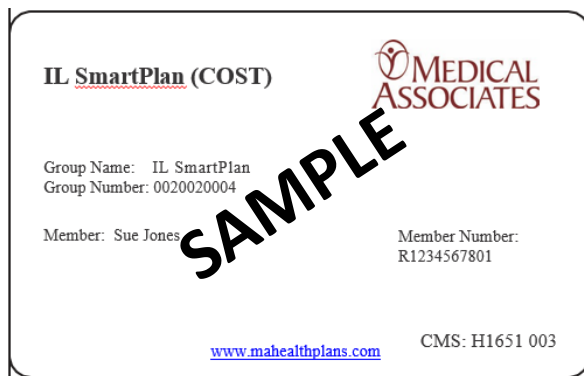 IL SmartPlan (COST)
MEDICAL
ASSOCIATES
Group Name: IL SmartPlan
Group Number: 0020020004
Member: Sue Jones
SAMPLE
Member Number:
R1234567801
www.mahealthplans.com
CMS: H1651 003